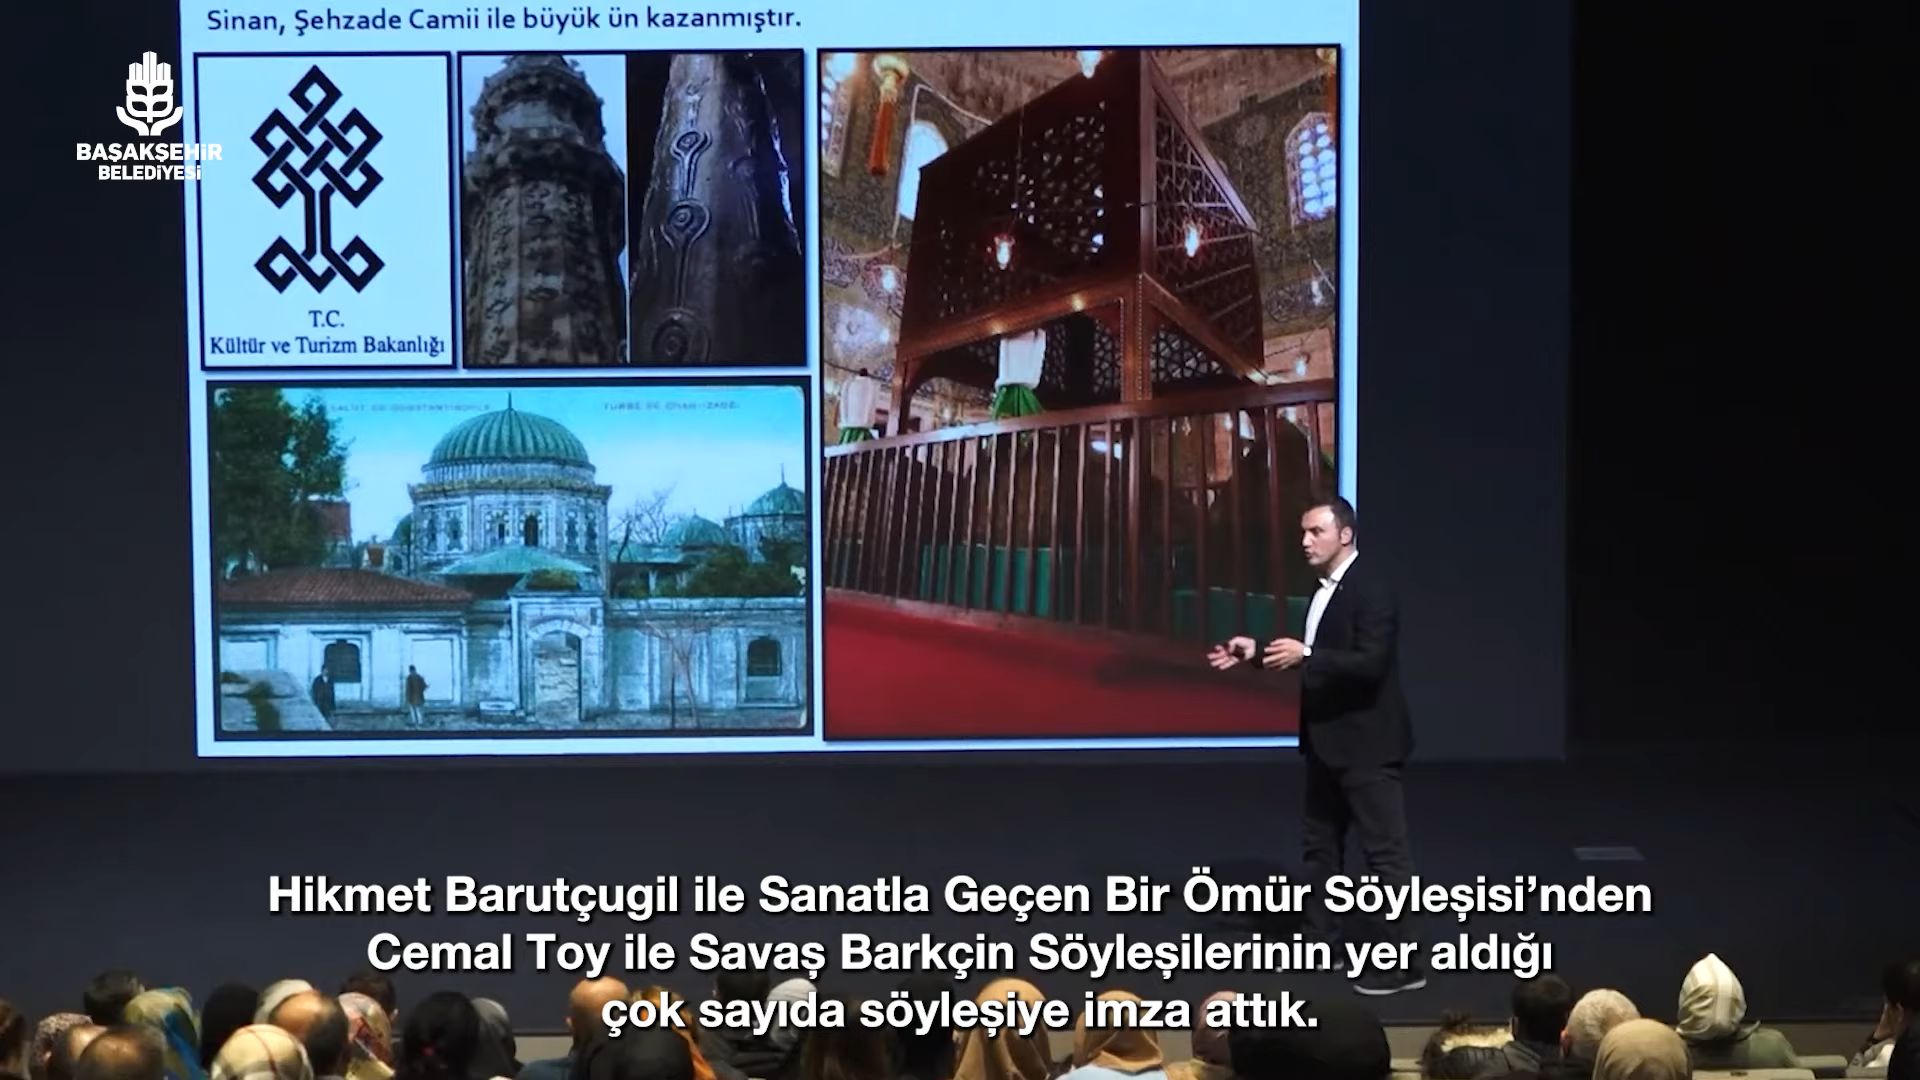 Sinan, Şehzade Camii ile büyük ün kazanmıştır.
BAŞAKŞEHİR
BELEDİYESİ
T.C.
Kültür ve Turizm Bakanlığı
Hikmet Barutçugil ile Sanatla Geçen Bir Ömür Söyleşisi’nden
Cemal Toy ile Savaş Barkçin Söyleşilerinin yer aldığı
çok sayıda söyleşiye imza attık.